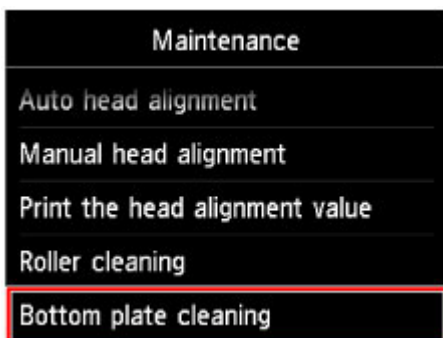 Maintenance
Auto head alignment
Manual head alignment
Print the head alignment value
Roller cleaning
Bottom plate cleaning